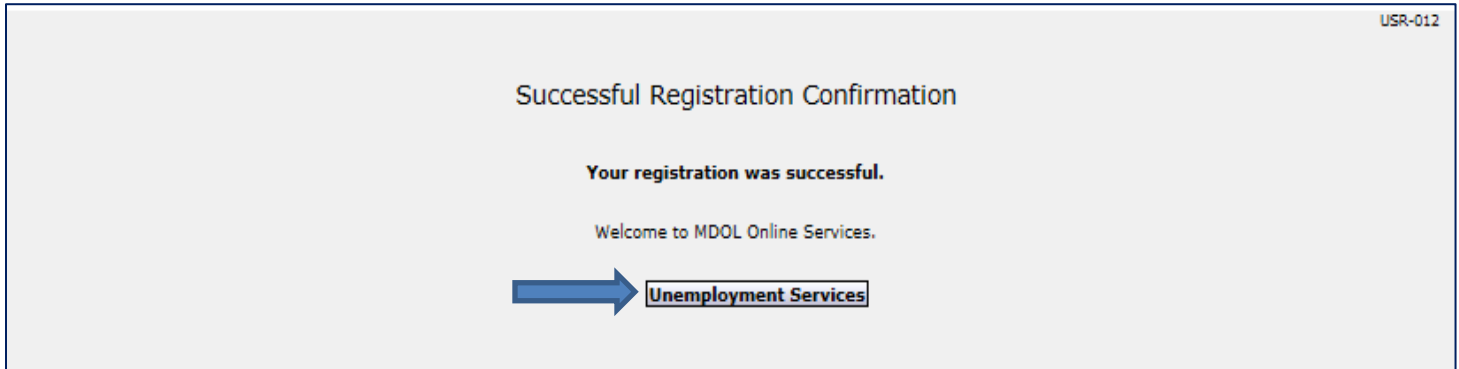 USR-012
Successful Registration Confirmation
Your registration was successful.
Welcome to MDOL Online Services.
Unemployment Services